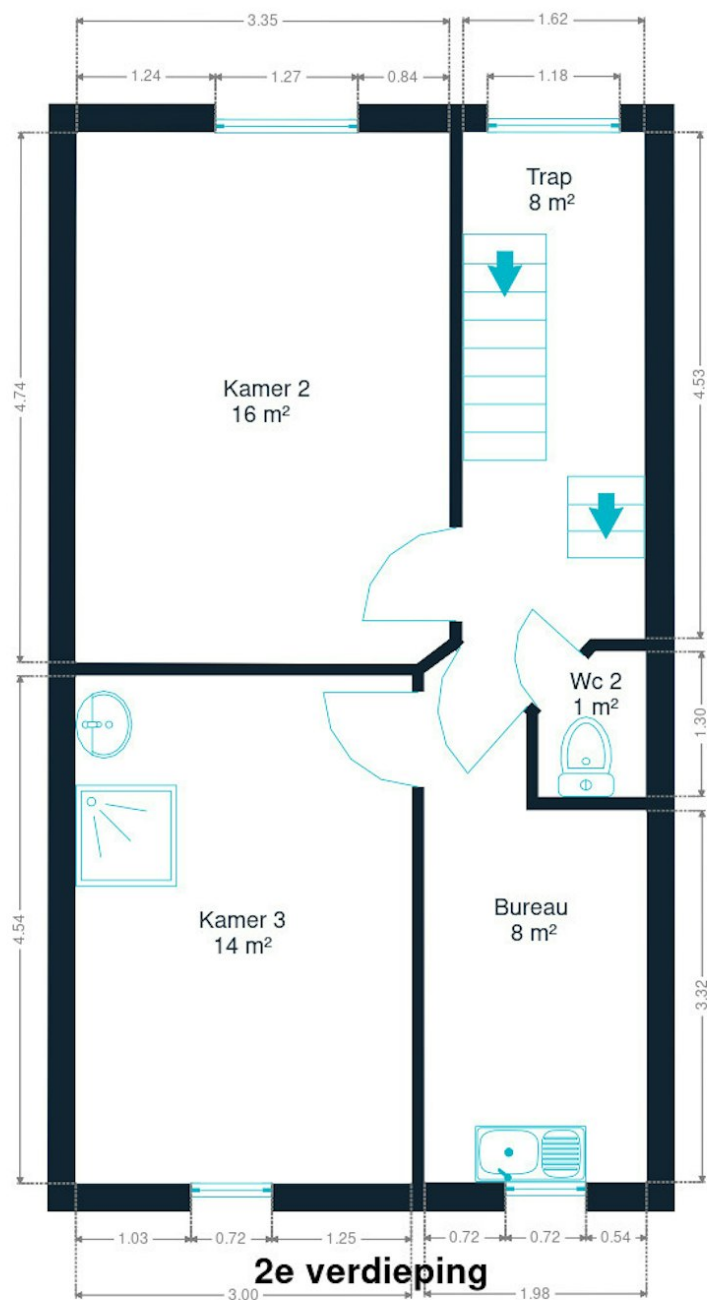 3.35
1.62
1.24
1.27
0.84
1.18
Trap
8 m²
4.74
4.53
Kamer 2
16 m²
Wc 2
1 m²
1.30
Kamer 3
14 m²
Bureau
8 m²
4.54
3.32
1.03
0.72
1.25
0.72
0.72
0.54
2e verdieping
3.00
1.98